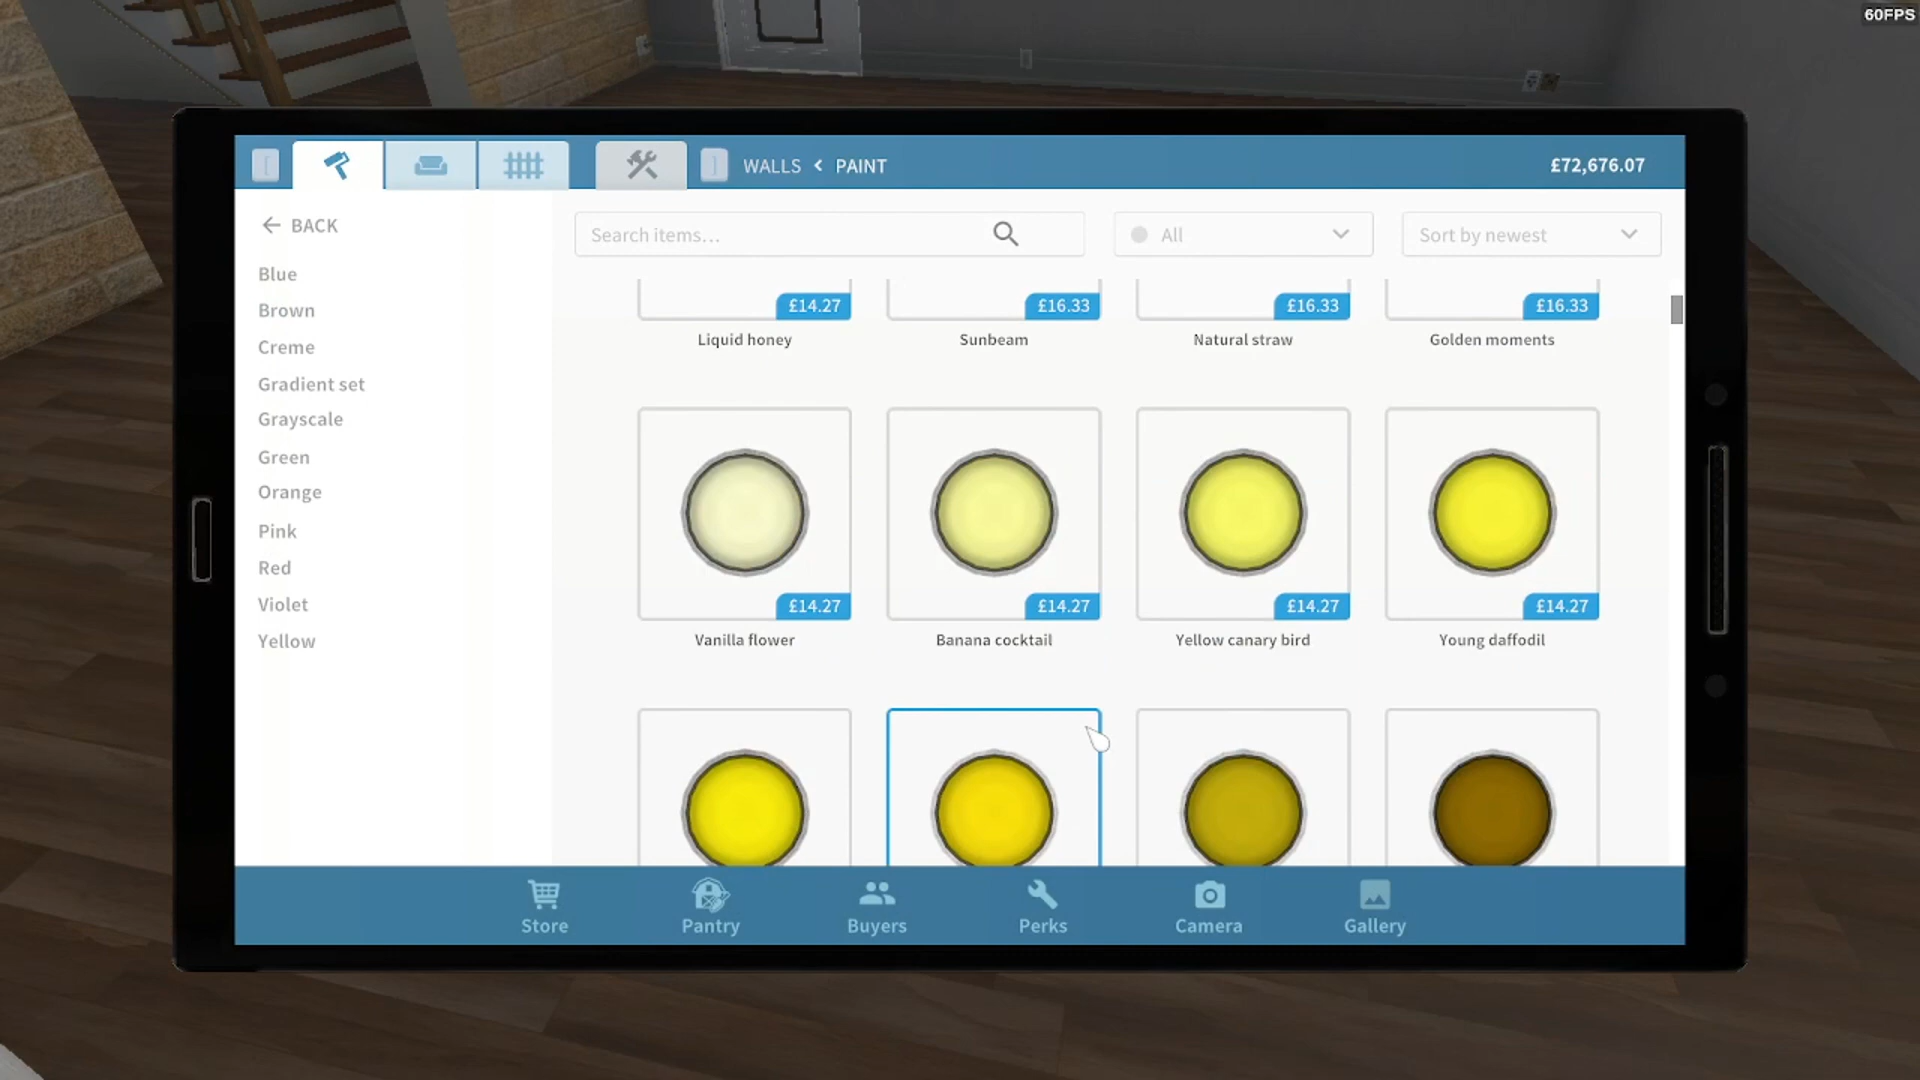 60FPS
WALLS < PAINT
£72,676.07
BACK
Search items...
All
Sort by newest
Blue
Brown
Creme
Gradient set
Grayscale
Green
Orange
Pink
Red
Violet
Yellow
£14.27
£16.33
£16.33
£16.33
Liquid honey
Sunbeam
Natural straw
Golden moments
£14.27
£14.27
£14.27
£14.27
Vanilla flower
Banana cocktail
Yellow canary bird
Young daffodil
Store
Pantry
Buyers
Perks
Camera
Gallery